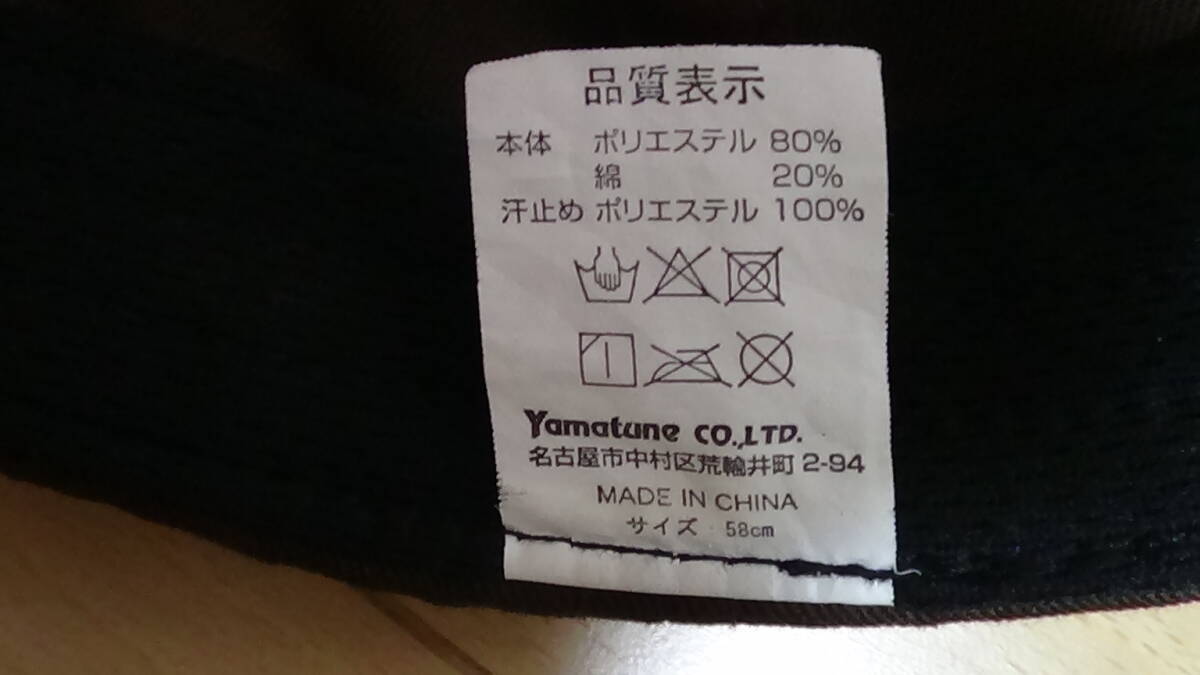 品質表示
本体 ポリエステル 80%
綿 20%
汗止め ポリエステル 100%
Yamatune CO.,LTD.
名古屋市中村区荒輪井町 2-94
MADE IN CHINA
サイズ 58cm